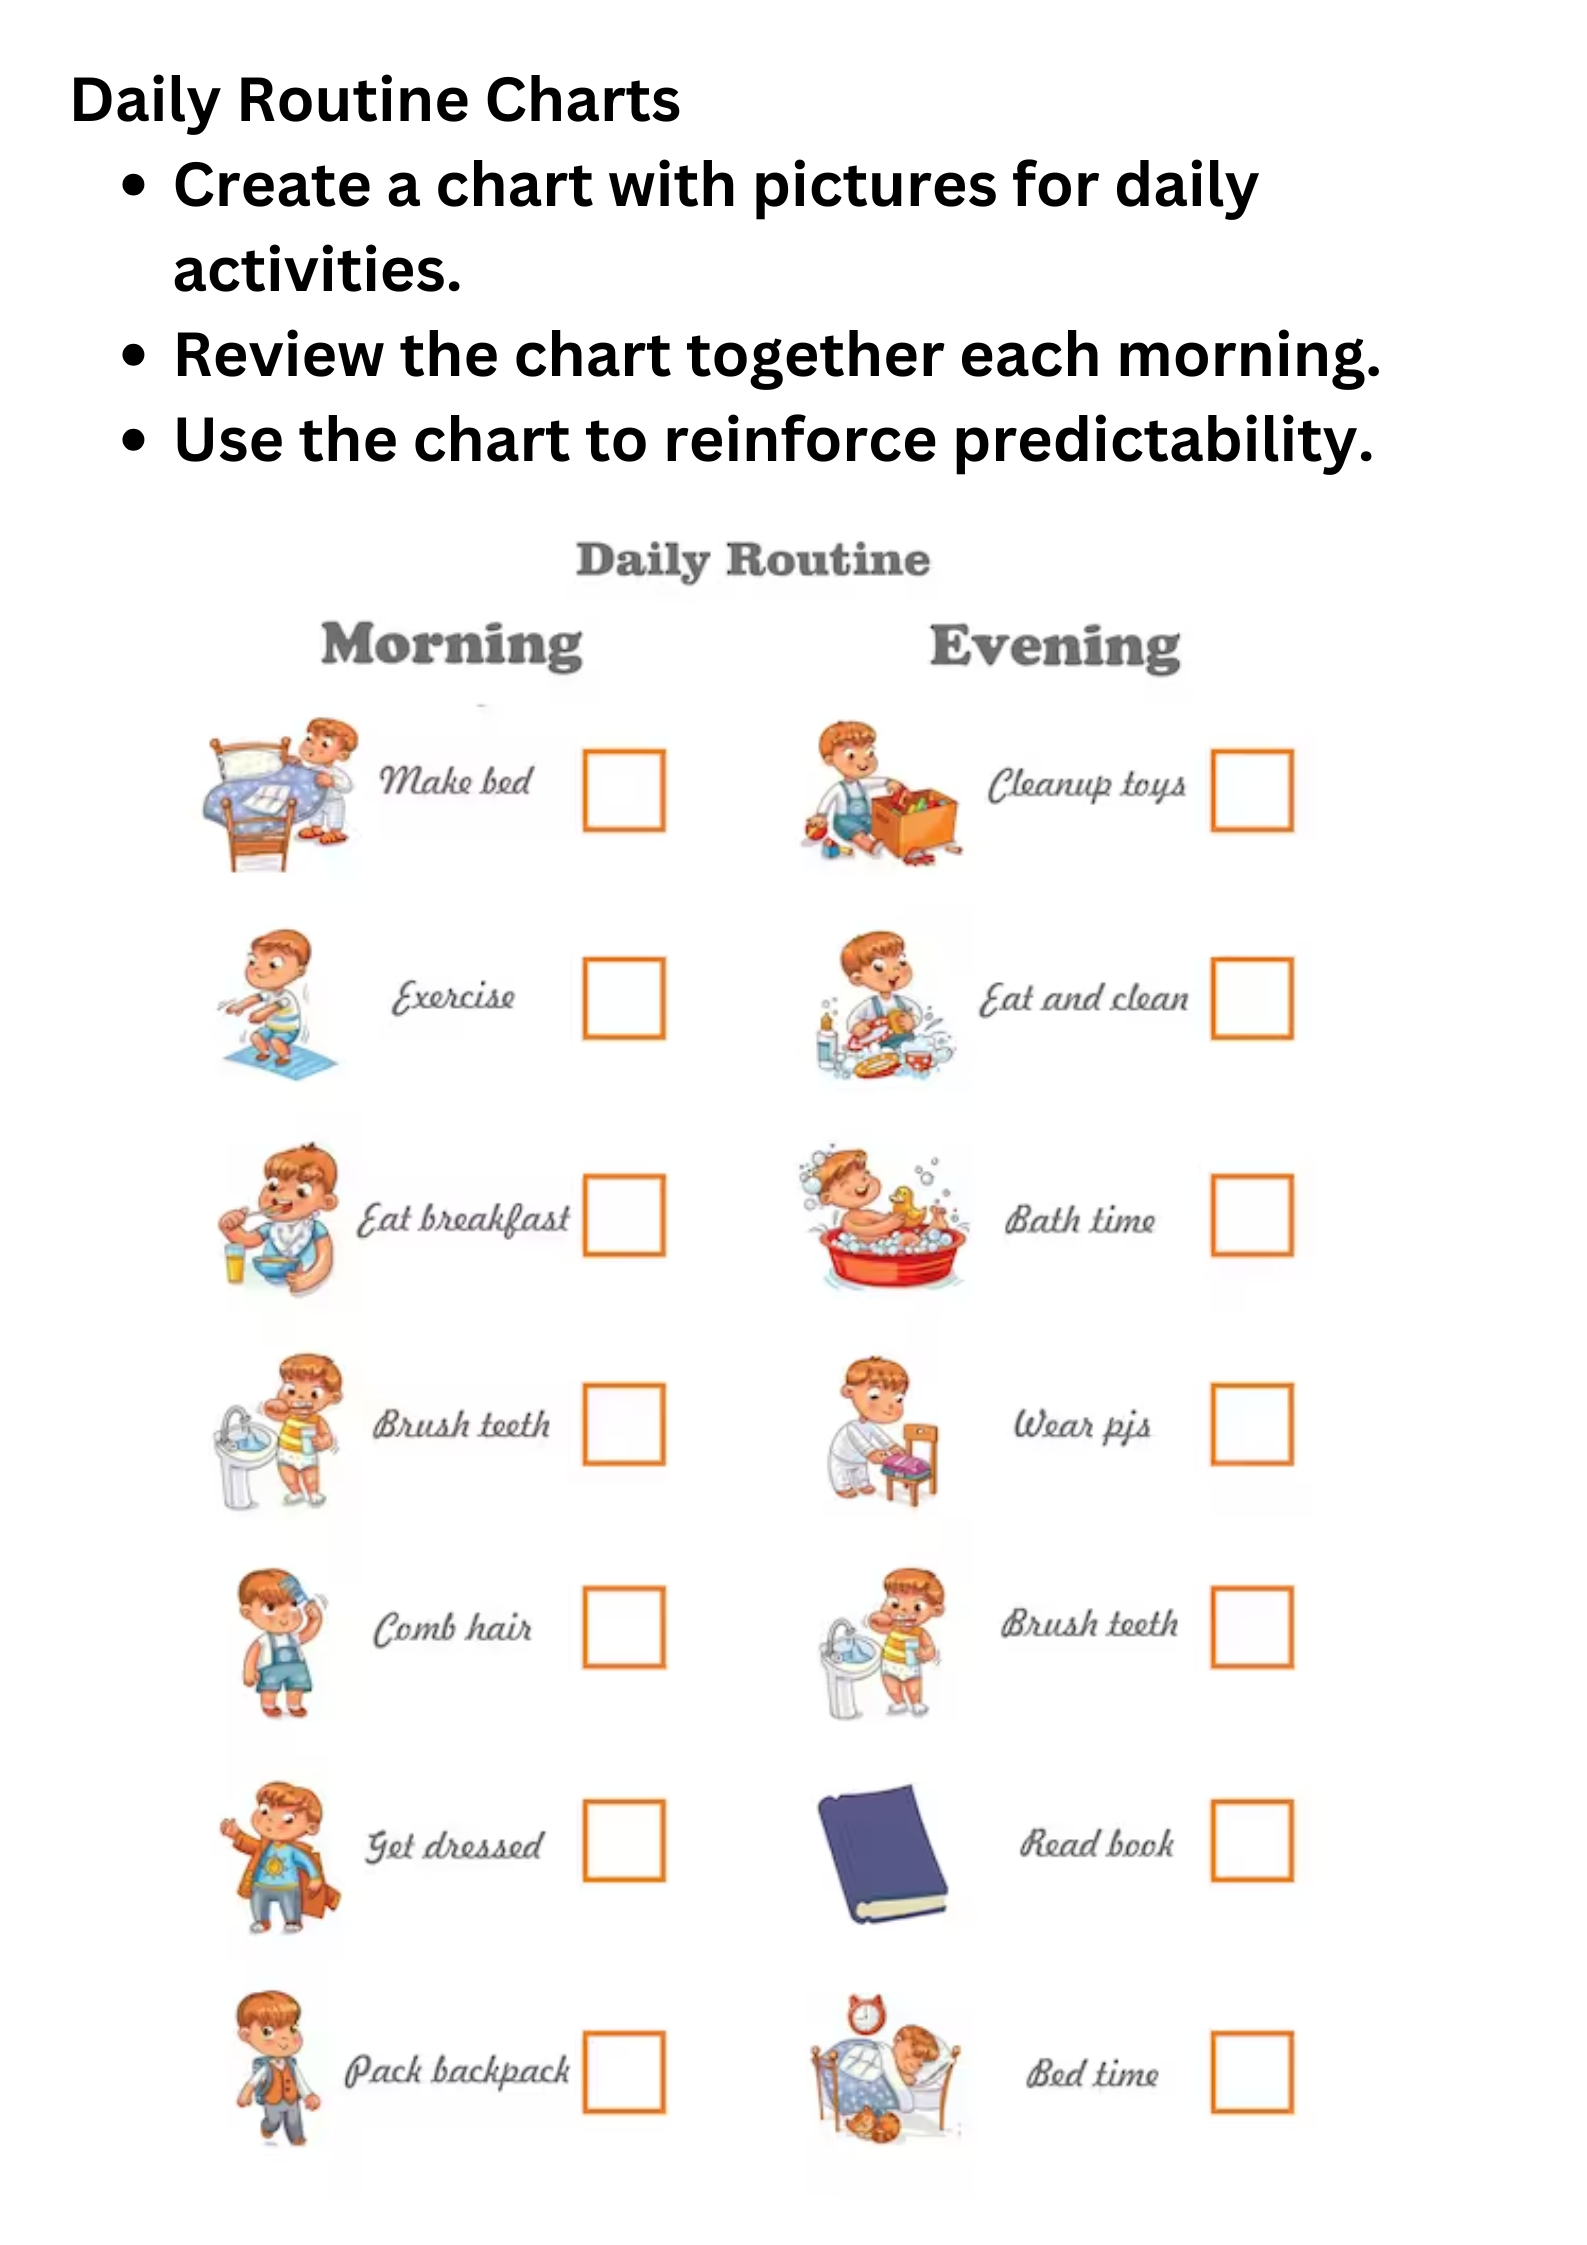 Daily Routine Charts
• Create a chart with pictures for daily
activities.
• Review the chart together each morning.
• Use the chart to reinforce predictability.
Daily Routine
Morning
Make bed
Exercise
Eat breakfast
Brush teeth
Comb hair
Get dressed
Pack backpack
Evening
Cleanup toys
Eat and clean
Bath time
Wear pjs
Brush teeth
Read book
Bed time